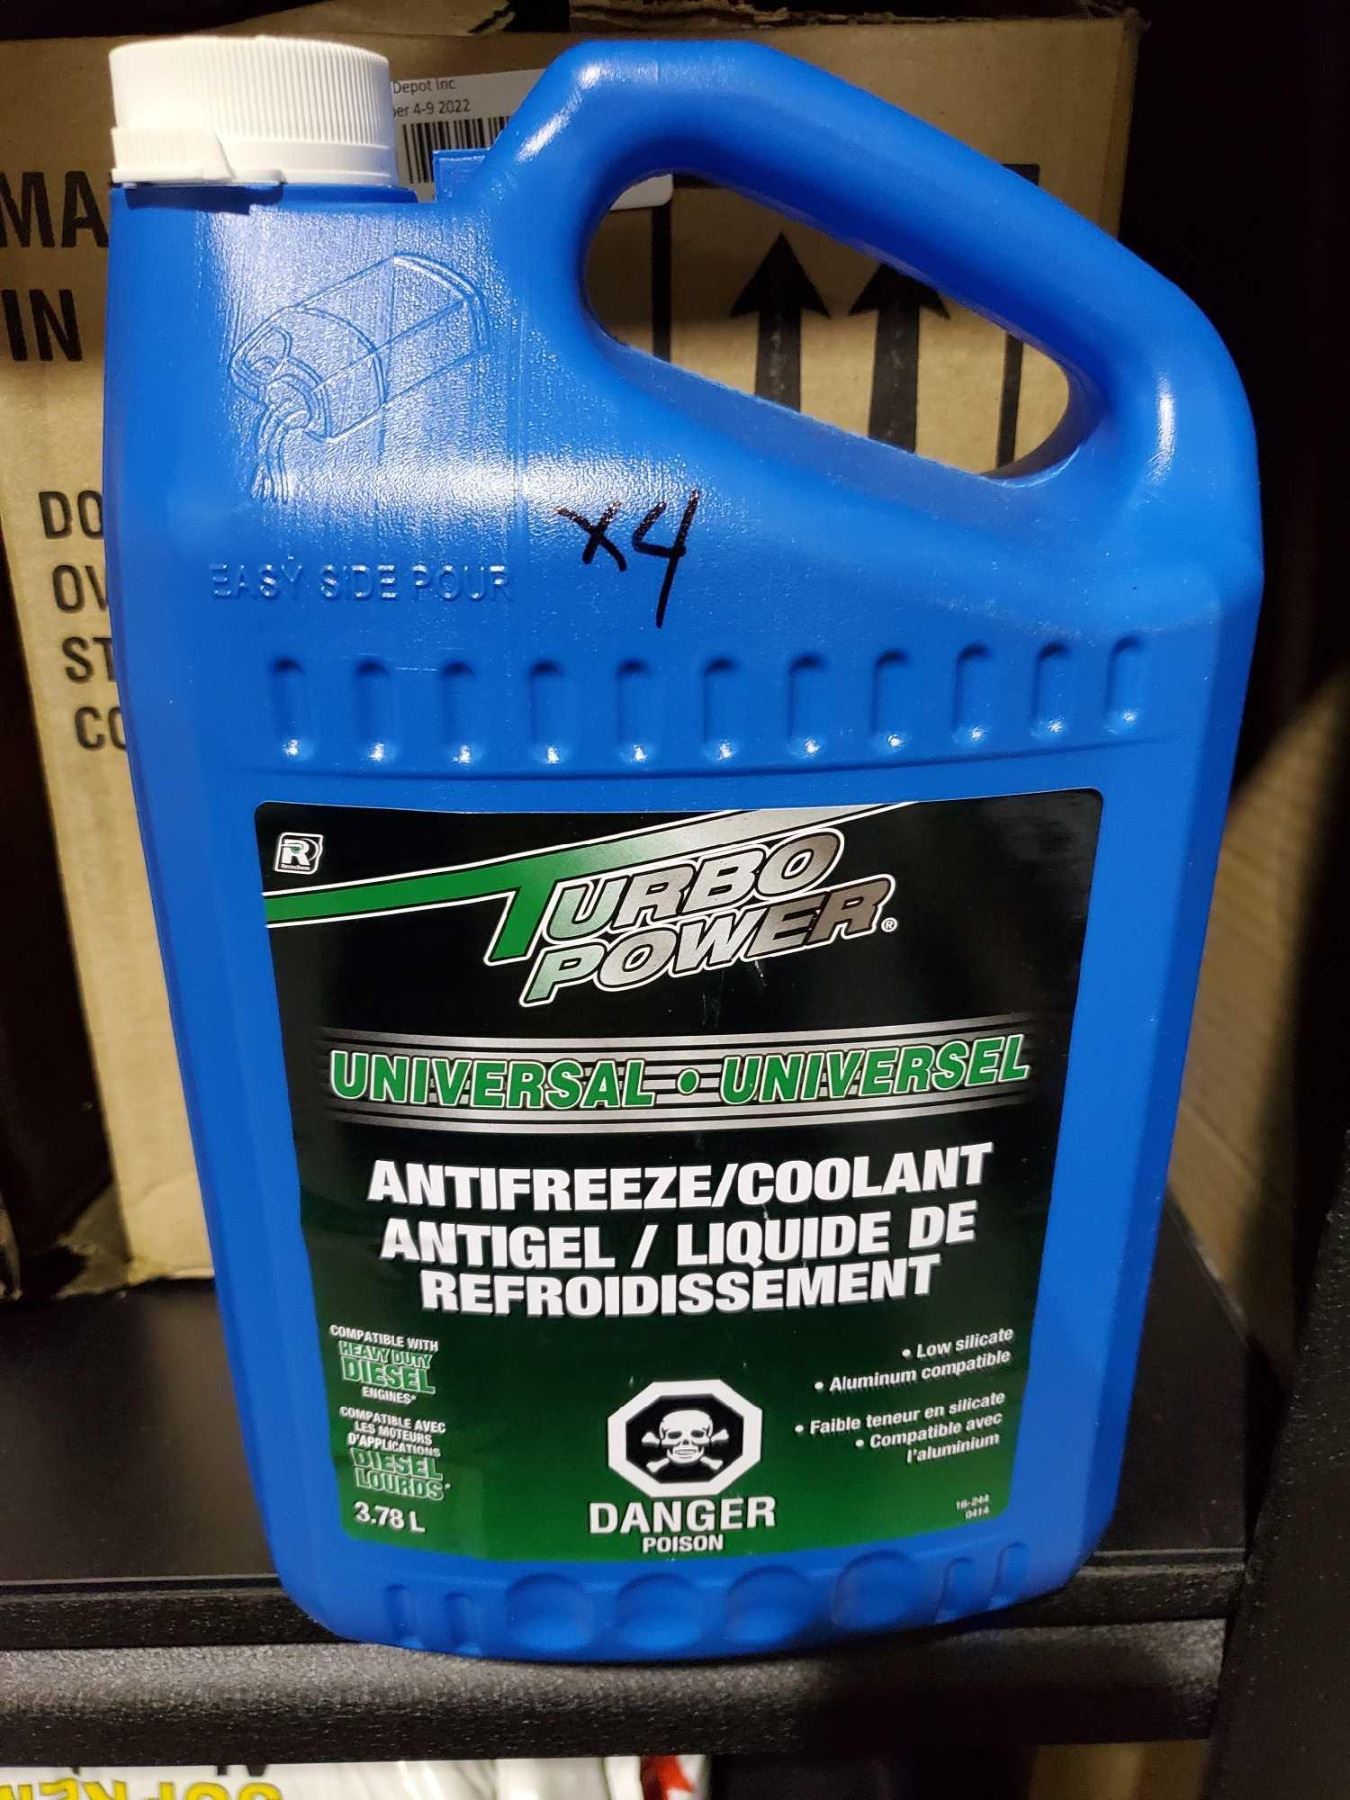 Depot Inc
ber 4-9 2022
MA
IN
DO
OV
ST
CO
x4
EASY SIDE POUR
R
TURBO
POWER®
UNIVERSAL • UNIVERSEL
ANTIFREEZE/COOLANT
ANTIGEL / LIQUIDE DE
REFROIDISSEMENT
COMPATIBLE WITH
HEAVY DUTY
DIESEL
ENGINES*
COMPATIBLE AVEC
LES MOTEURS
D'APPLICATIONS
DIESEL
LOURDS*
3.78 L
• Low silicate
• Aluminum compatible
• Faible teneur en silicate
• Compatible avec
l'aluminium
DANGER
POISON
16-244
0414